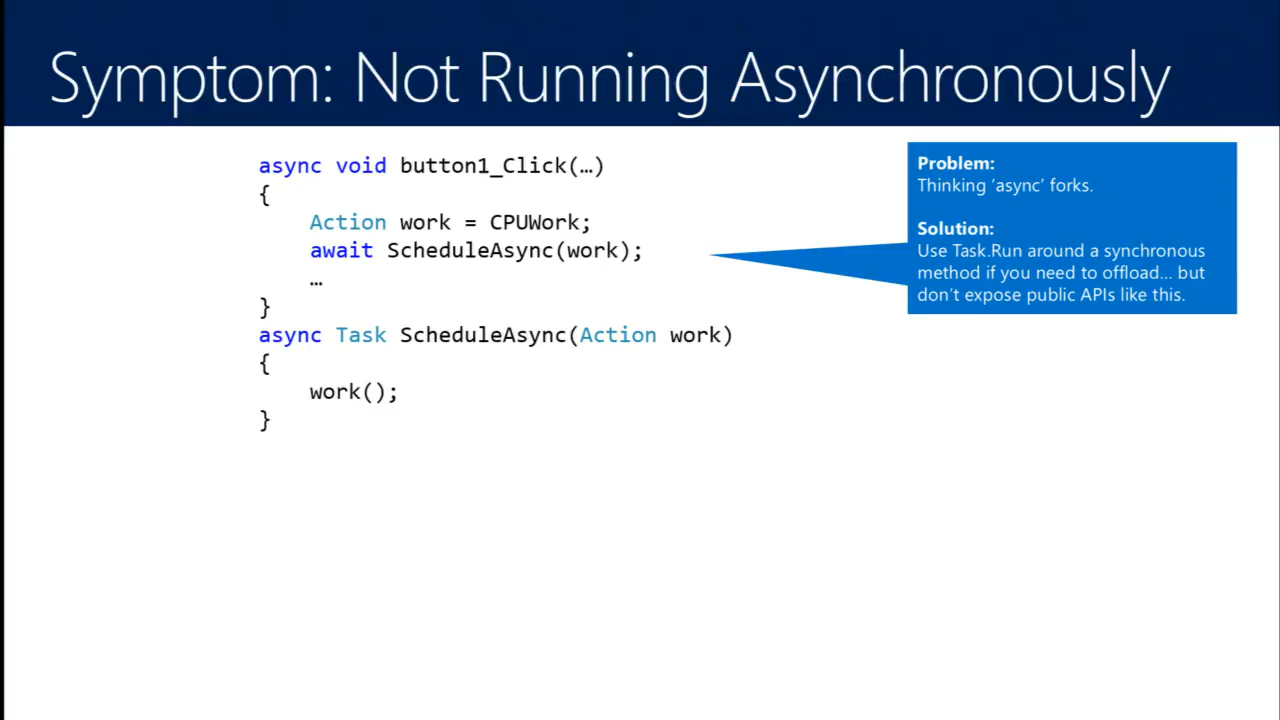 Symptom: Not Running Asynchronously
async void button1_Click(…)
{
Action work = CPUWork;
await ScheduleAsync(work);
…
}
async Task ScheduleAsync(Action work)
{
work();
}
Problem:
Thinking ‘async’ forks.
Solution:
Use Task.Run around a synchronous
method if you need to offload… but
don’t expose public APIs like this.